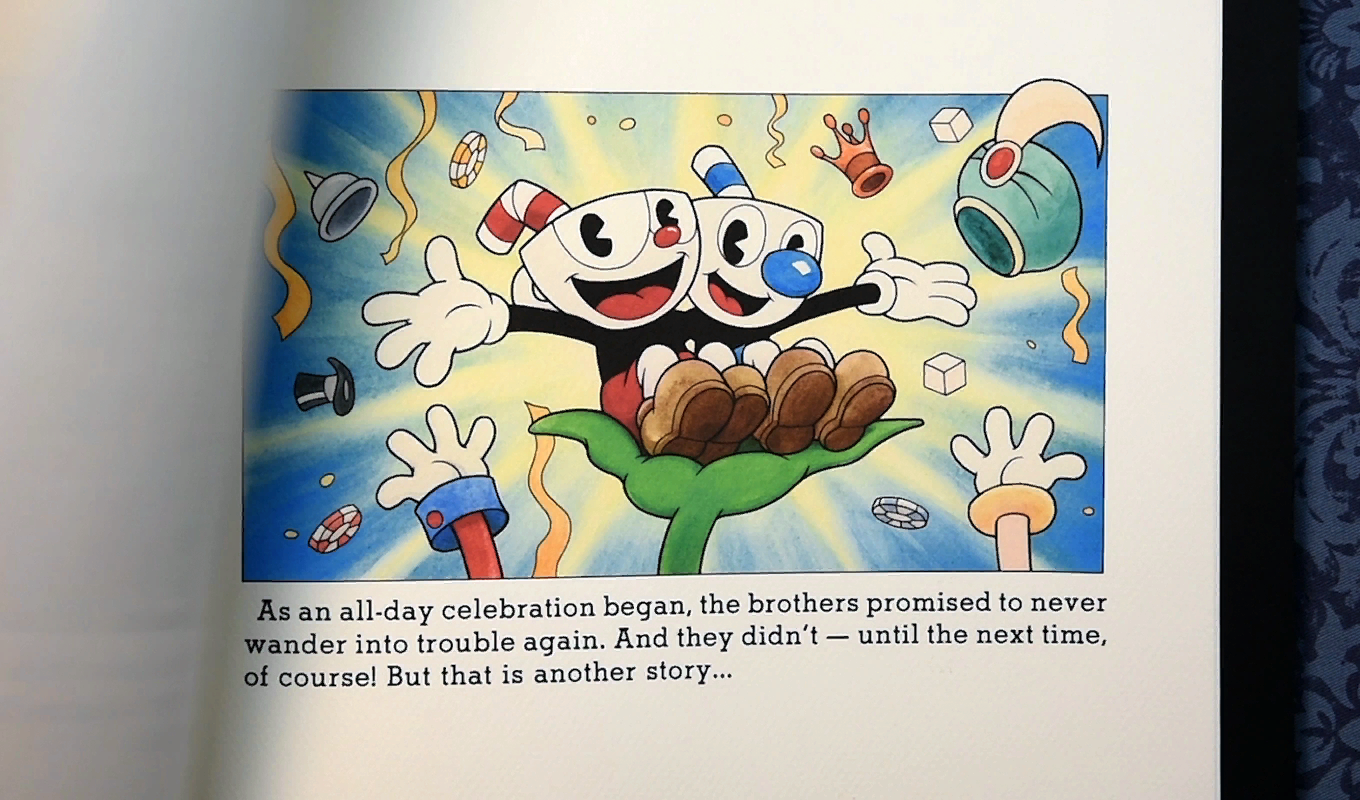 As an all-day celebration began, the brothers promised to never
wander into trouble again. And they didn't — until the next time,
of course! But that is another story...